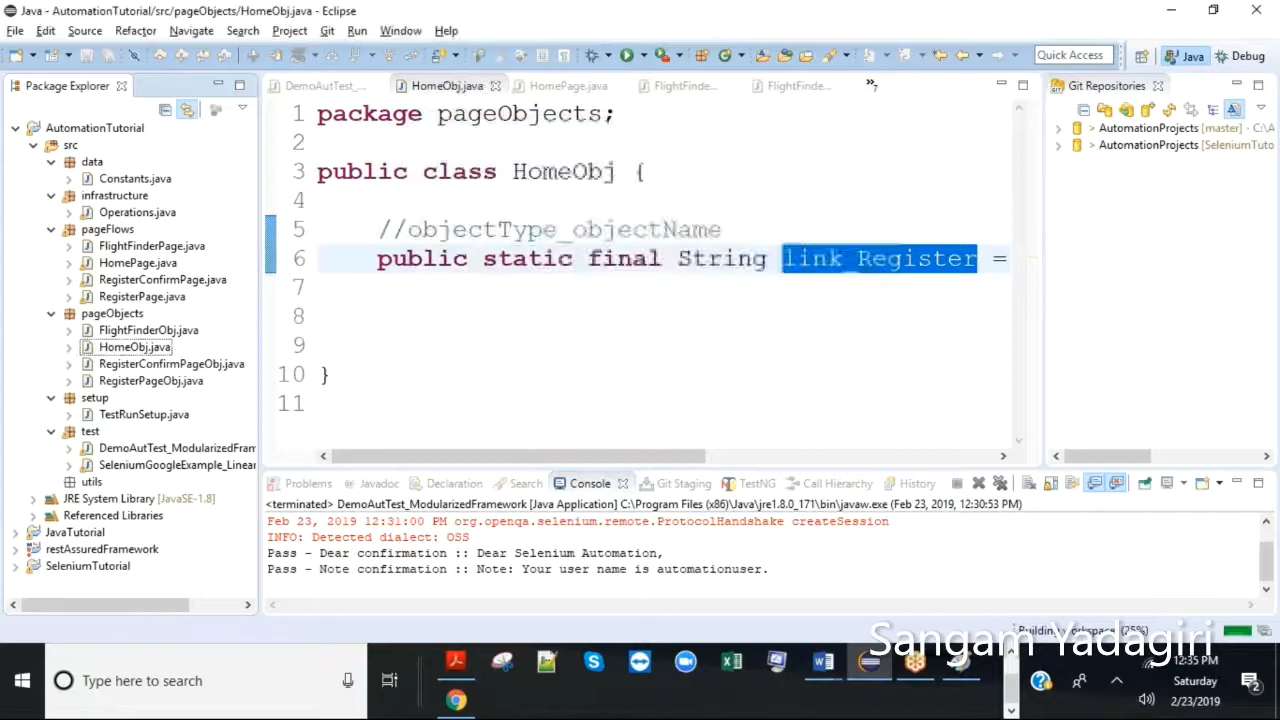 Java - AutomationTutorial/src/pageObjects/HomeObj.java - Eclipse
File Edit Source Refactor Navigate Search Project Git Run Window Help
Quick Access Java Debug
Package Explorer
DemoAutTest_... HomeObj.java HomePage.java FlightFinde... FlightFinde... »7
Git Repositories
AutomationTutorial
src
data
Constants.java
infrastructure
Operations.java
pageFlows
FlightFinderPage.java
HomePage.java
RegisterConfirmPage.java
RegisterPage.java
pageObjects
FlightFinderObj.java
HomeObj.java
RegisterConfirmPageObj.java
RegisterPageObj.java
setup
TestRunSetup.java
test
DemoAutTest_ModularizedFram
SeleniumGoogleExample_Linear
utils
JRE System Library [JavaSE-1.8]
Referenced Libraries
JavaTutorial
restAssuredFramework
SeleniumTutorial
1 package pageObjects;
2
3 public class HomeObj {
4
5 //objectType_objectName
6 public static final String link_Register =
7
8
9
10 }
11
AutomationProjects [master] - C:\A
AutomationProjects [SeleniumTuto
Problems Javadoc Declaration Search Console Git Staging TestNG Call Hierarchy History
<terminated> DemoAutTest_ModularizedFramework [Java Application] C:\Program Files (x86)\Java\jre1.8.0_171\bin\javaw.exe (Feb 23, 2019, 12:30:53 PM)
Feb 23, 2019 12:31:00 PM org.openqa.selenium.remote.ProtocolHandshake createSession
INFO: Detected dialect: OSS
Pass - Dear confirmation :: Dear Selenium Automation,
Pass - Note confirmation :: Note: Your user name is automationuser.
Building workspace: (25%)
Sangam Yadagiri
Type here to search
12:35 PM
Saturday
2/23/2019
2